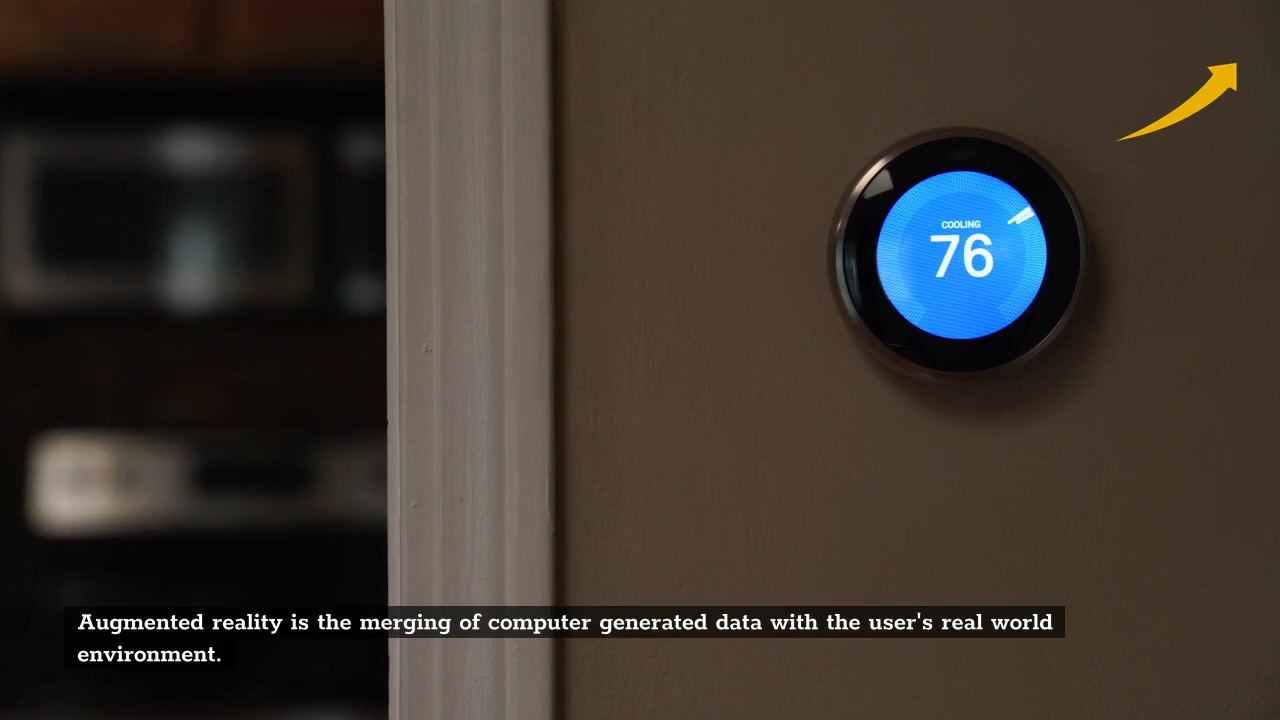 COOLING
76
Augmented reality is the merging of computer generated data with the user's real world
environment.